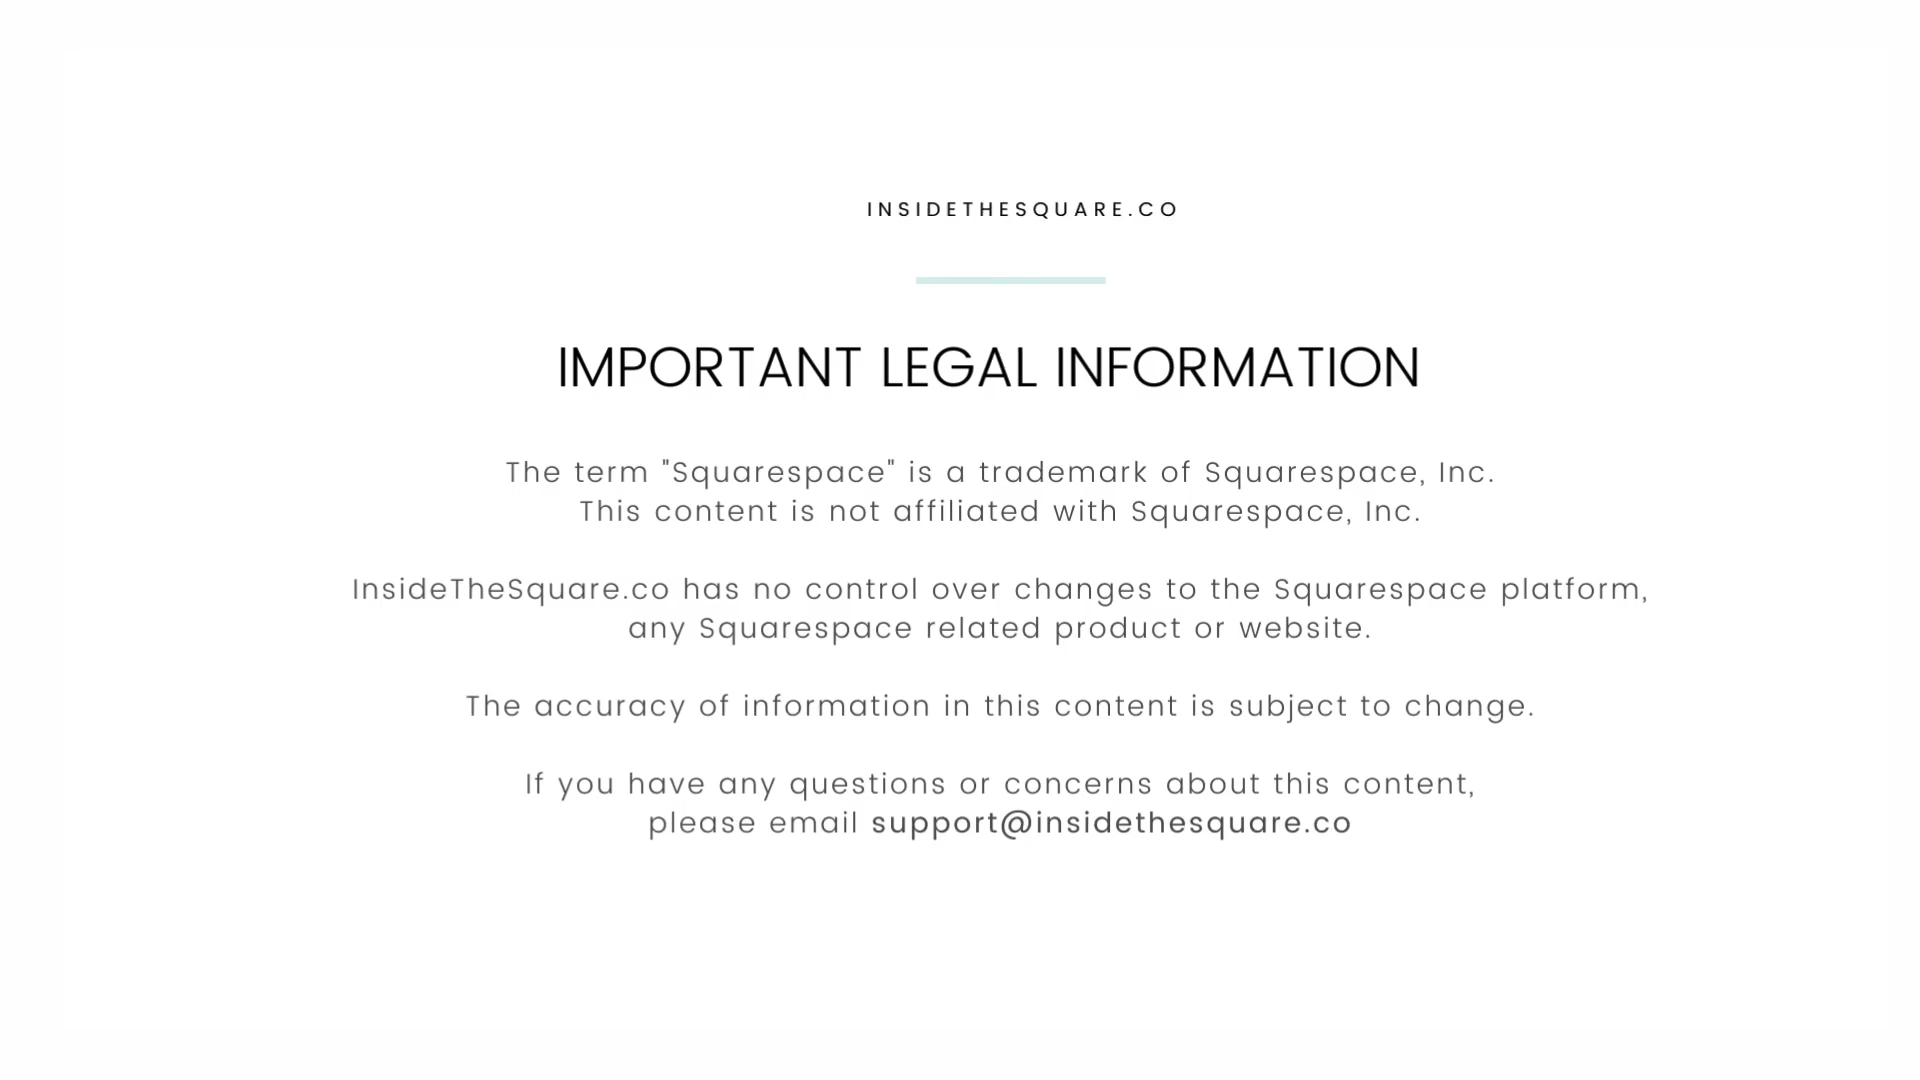 INSIDETHESQUARE.CO
IMPORTANT LEGAL INFORMATION
The term "Squarespace" is a trademark of Squarespace, Inc.
This content is not affiliated with Squarespace, Inc.
InsideTheSquare.co has no control over changes to the Squarespace platform,
any Squarespace related product or website.
The accuracy of information in this content is subject to change.
If you have any questions or concerns about this content,
please email support@insidethesquare.co